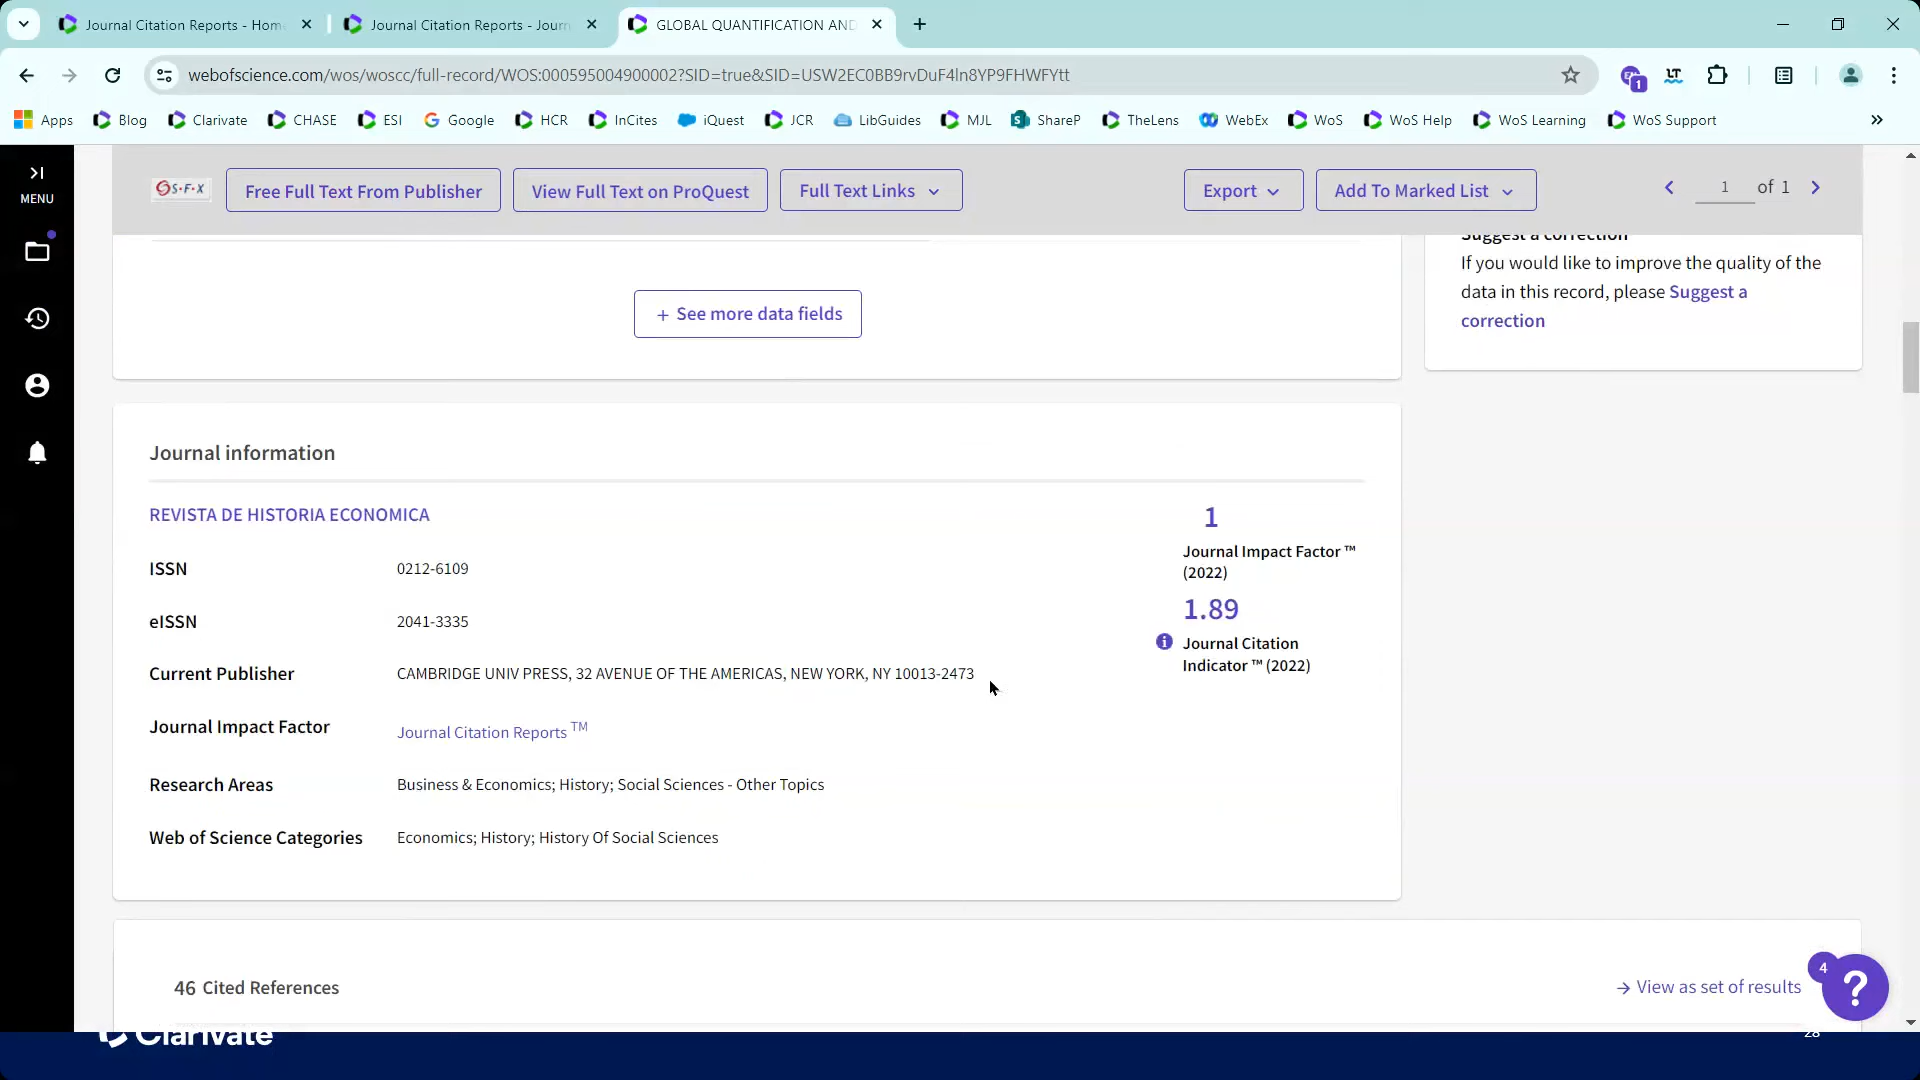 Journal Citation Reports - Hom
Journal Citation Reports - Journ
GLOBAL QUANTIFICATION AND
webofscience.com/wos/woscc/full-record/WOS:000595004900002?SID=true&SID=USW2EC0BB9rvDuF4ln8YP9FHWFYtt
1
LT
Apps
Blog
Clarivate
CHASE
ESI
Google
HCR
InCites
iQuest
JCR
LibGuides
MJL
ShareP
TheLens
WebEx
WoS
WoS Help
WoS Learning
WoS Support
MENU
S·F·X
Free Full Text From Publisher
View Full Text on ProQuest
Full Text Links
Export
Add To Marked List
1 of 1
Suggest a correction
If you would like to improve the quality of the
data in this record, please Suggest a
correction
+ See more data fields
Journal information
REVISTA DE HISTORIA ECONOMICA
ISSN 0212-6109
eISSN 2041-3335
Current Publisher CAMBRIDGE UNIV PRESS, 32 AVENUE OF THE AMERICAS, NEW YORK, NY 10013-2473
Journal Impact Factor Journal Citation Reports TM
Research Areas Business & Economics; History; Social Sciences - Other Topics
Web of Science Categories Economics; History; History Of Social Sciences
1
Journal Impact Factor ™
(2022)
1.89
Journal Citation
Indicator ™ (2022)
46 Cited References
→ View as set of results
4
?
Clarivate
28